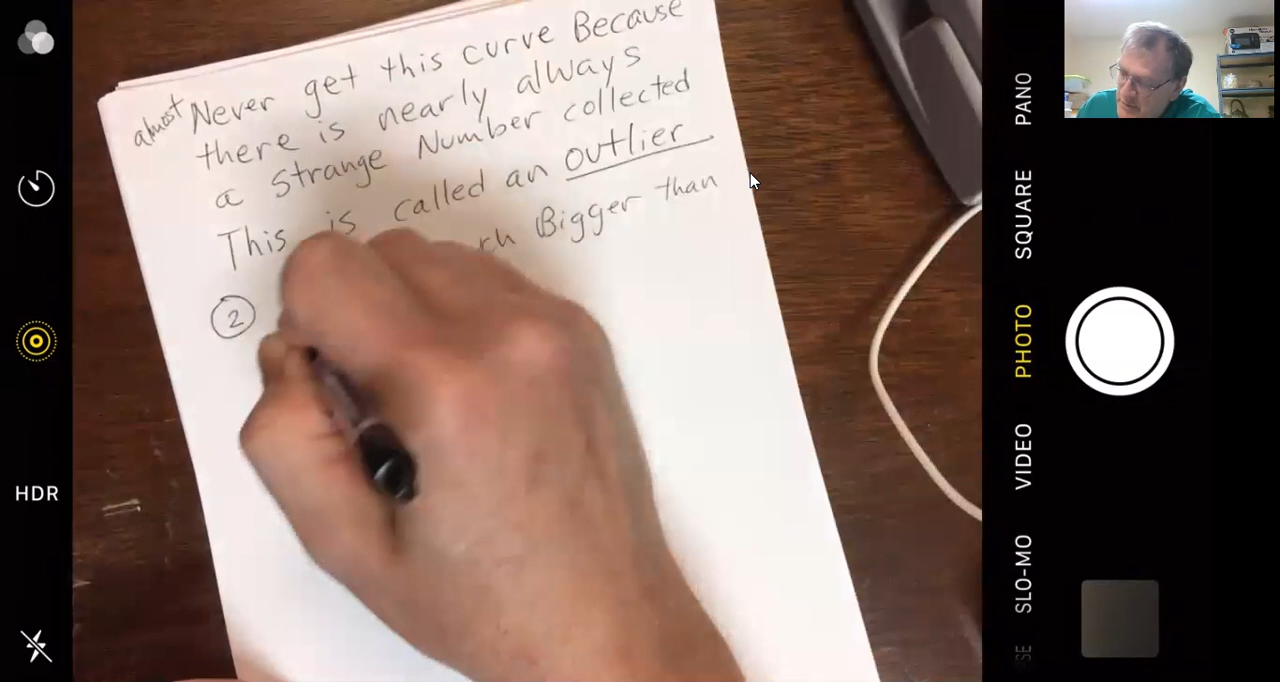 almost Never get this curve Because
there is nearly always
a strange Number collected
This is called an outlier
Bigger than
2
HDR
PANO
SQUARE
PHOTO
VIDEO
SLO-MO